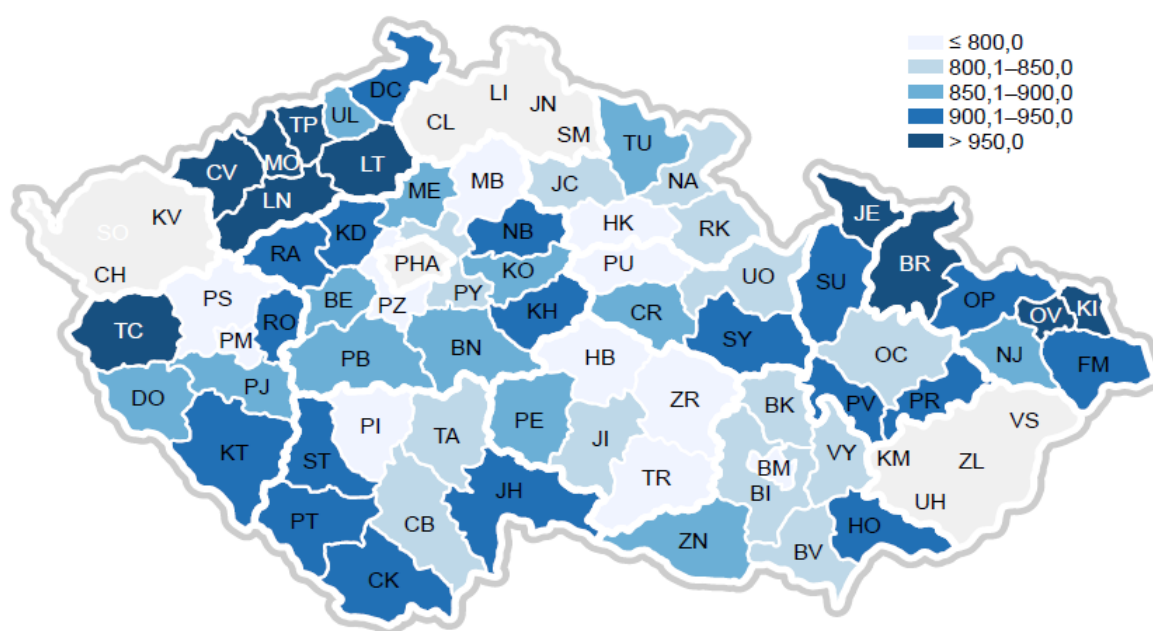 ≤ 800,0
800,1–850,0
850,1–900,0
900,1–950,0
> 950,0
DC
LI
JN
CL
SM
TP
UL
TU
MO
LT
CV
ME
MB
JC
NA
LN
KV
SO
RA
KD
NB
HK
RK
JE
CH
PHA
KO
PU
UO
SU
BR
PS
BE
PZ
PY
OP
KI
TC
PM
RO
KH
CR
SY
OV
PB
BN
HB
OC
NJ
FM
DO
PJ
PI
TA
PE
JI
ZR
BK
PV
PR
VS
KT
ST
VY
KM
ZL
TR
BM
JH
BI
UH
PT
CB
HO
ZN
BV
CK